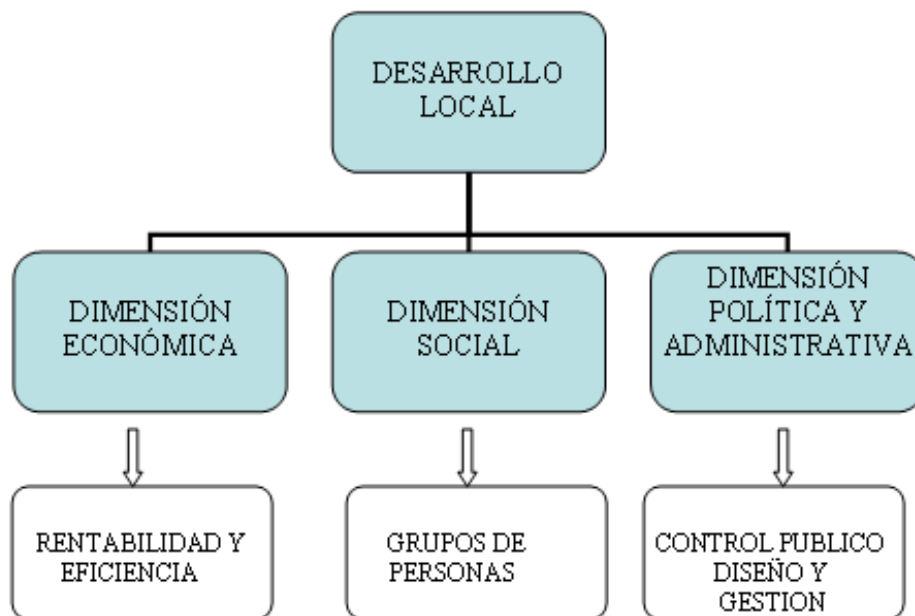 DESARROLLO
LOCAL
DIMENSIÓN
ECONÓMICA
DIMENSIÓN
SOCIAL
DIMENSIÓN
POLÍTICA Y
ADMINISTRATIVA
RENTABILIDAD Y
EFICIENCIA
GRUPOS DE
PERSONAS
CONTROL PUBLICO
DISEÑO Y
GESTION